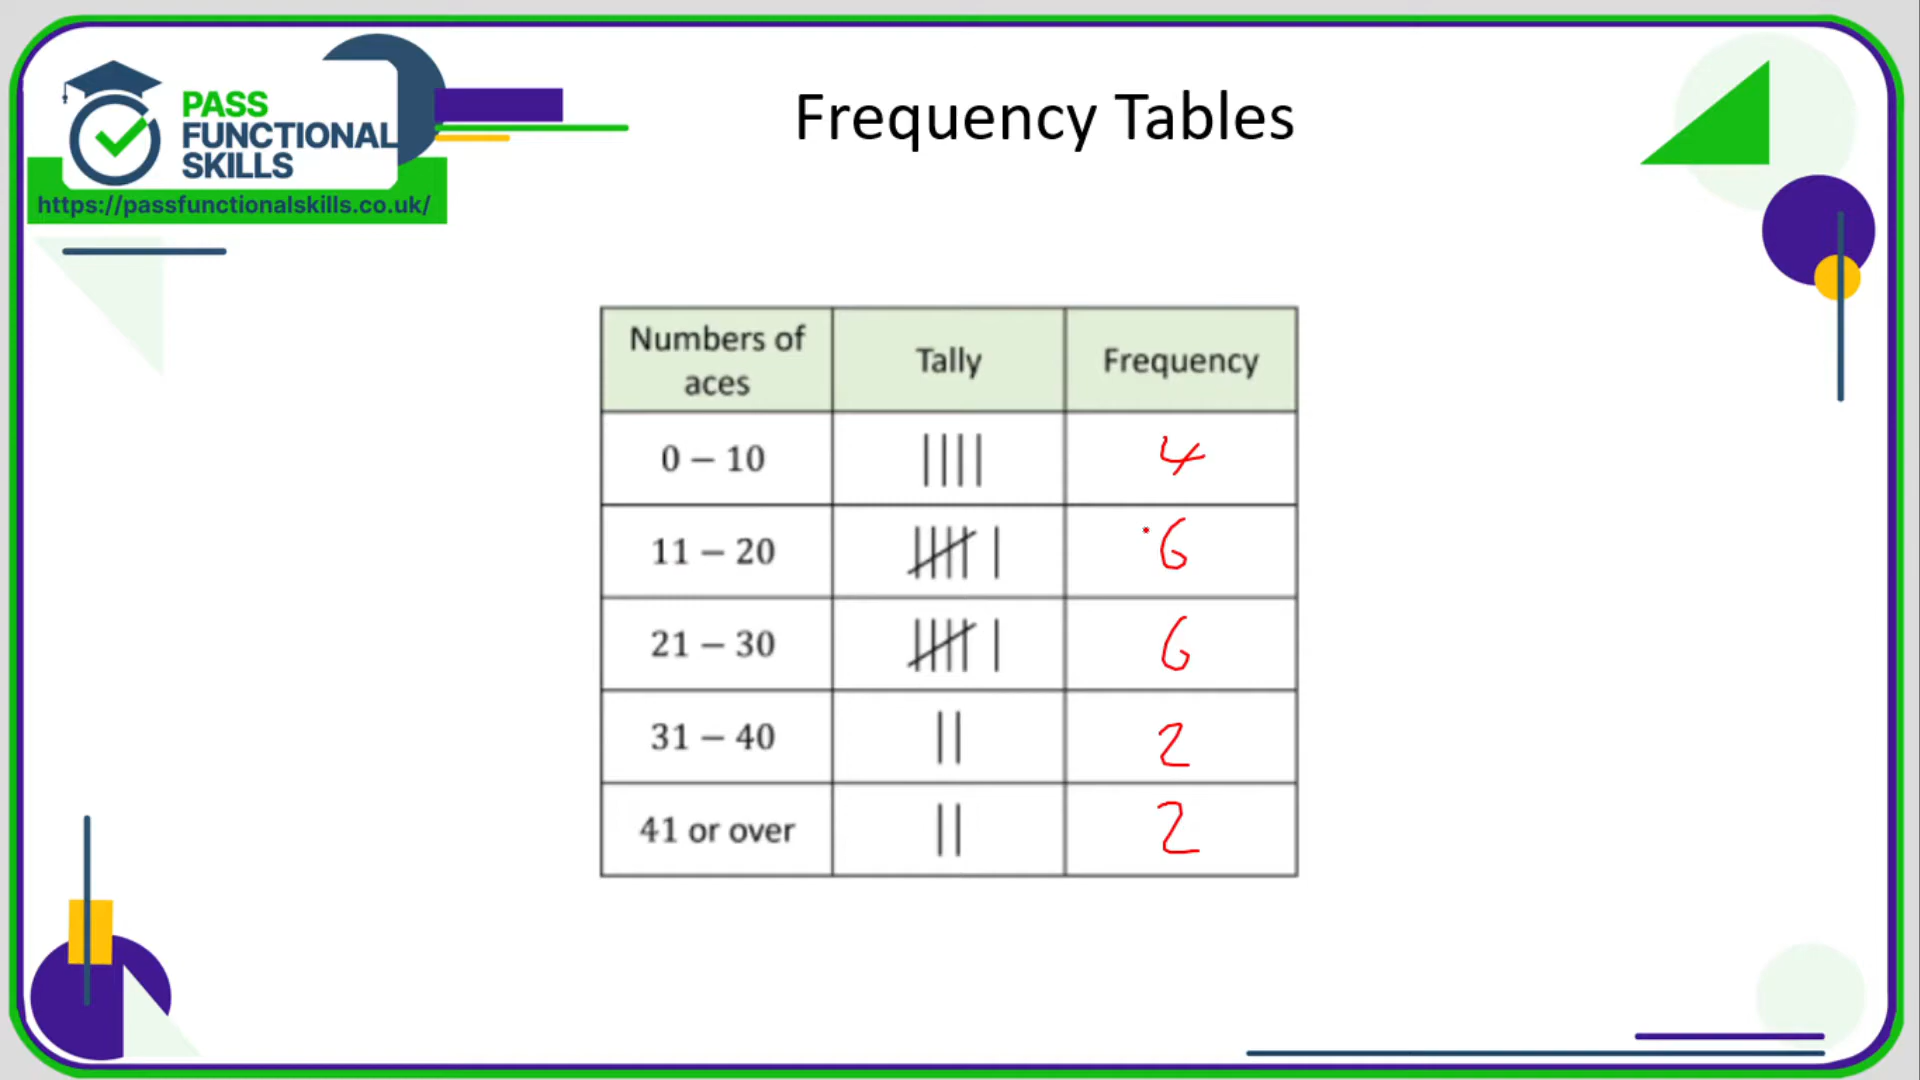 PASS
FUNCTIONAL
SKILLS
https://passfunctionalskills.co.uk/
Frequency Tables
Numbers of aces Tally Frequency
0 – 10 |||| 4
11 – 20 𝍸 | 6
21 – 30 𝍸 | 6
31 – 40 || 2
41 or over || 2